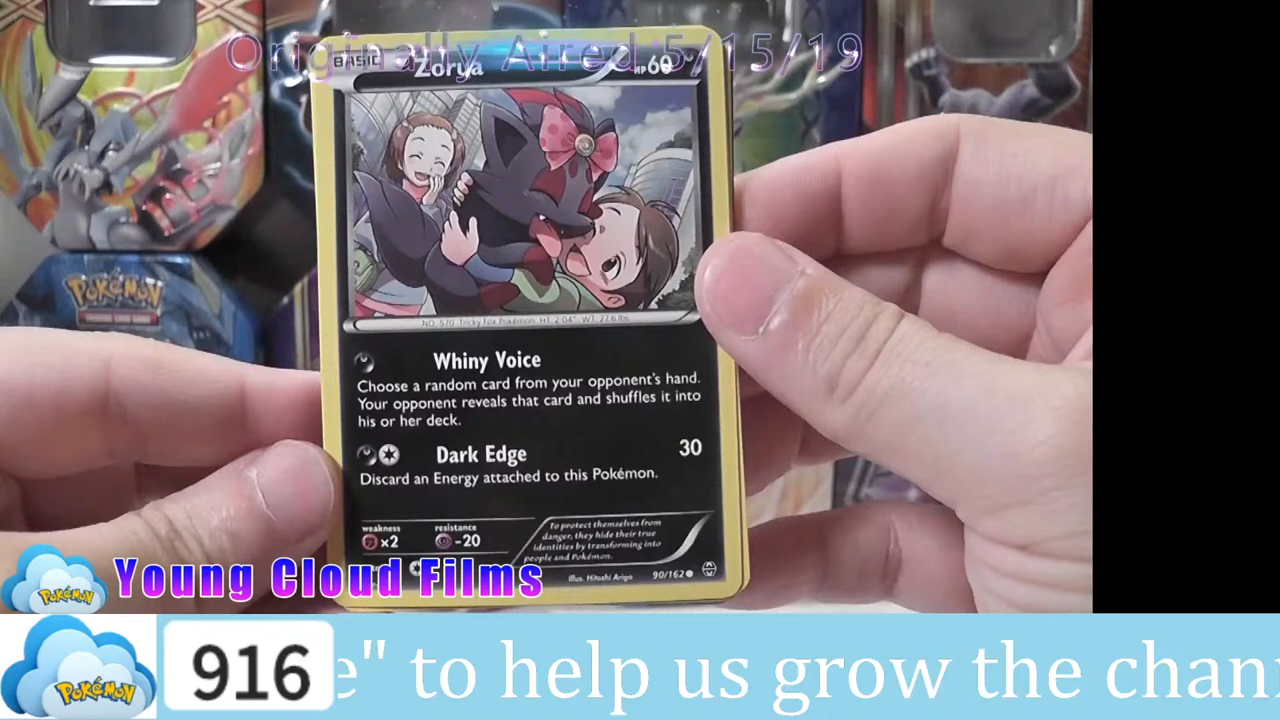 Originally Aired 5/15/19
BASIC
Zorua
HP60
POKÉMON
NO. 570 Tricky Fox Pokémon HT: 2'04" WT: 27.6 lbs.
Whiny Voice
Choose a random card from your opponent's hand.
Your opponent reveals that card and shuffles it into
his or her deck.
Dark Edge 30
Discard an Energy attached to this Pokémon.
weakness
×2
resistance
-20
To protect themselves from
danger, they hide their true
identities by transforming into
people and Pokémon.
Illus. Hitoshi Ariga
90/162
Pokémon
Young Cloud Films
Pokémon
916
e" to help us grow the chann